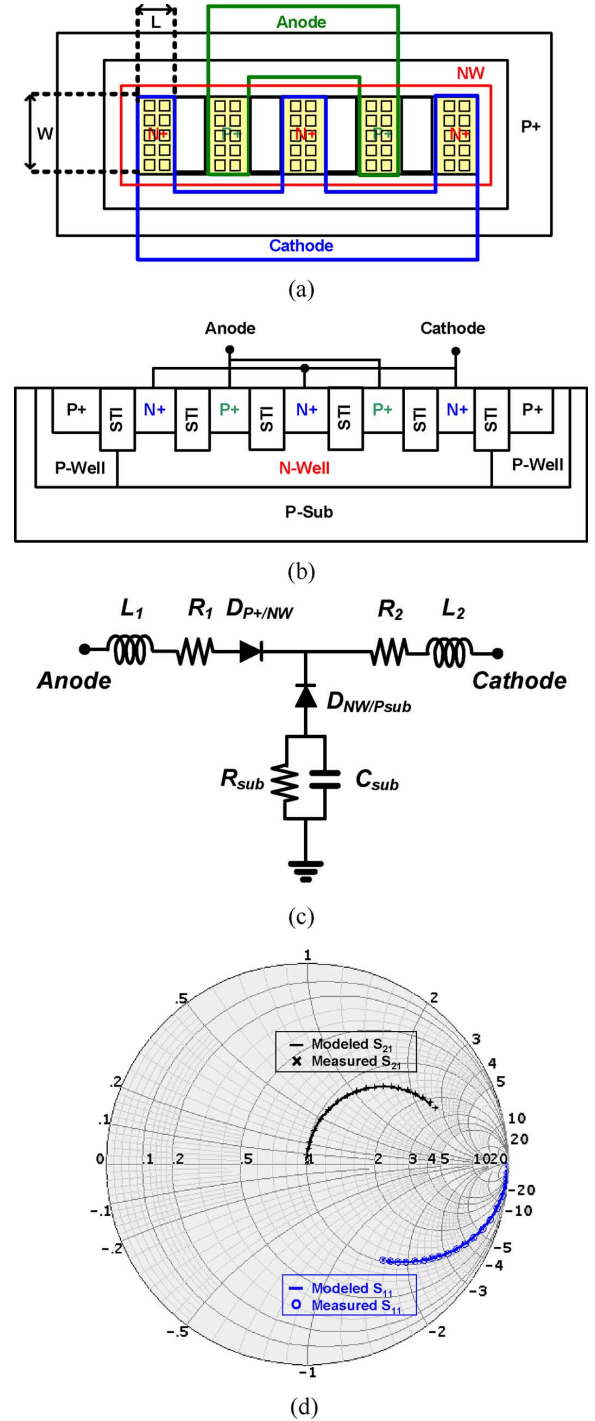 L
Anode
NW
W
N+ P+ N+ P+ N+
P+
Cathode
(a)
Anode Cathode
P+ STI N+ STI P+ STI N+ STI P+ STI N+ STI P+
P-Well N-Well P-Well
P-Sub
(b)
L1 R1 DP+/NW R2 L2
Anode Cathode
DNW/Psub
Rsub Csub
(c)
1
.5 2
Modeled S21
Measured S21
3
.2 4
5
.1 10
20
0 .1 .2 .5 1 2 3 4 5 10 20
-20
-.1 -10
-.2 -5
-4
Modeled S11
Measured S11
-3
-.5 -2
-1
(d)